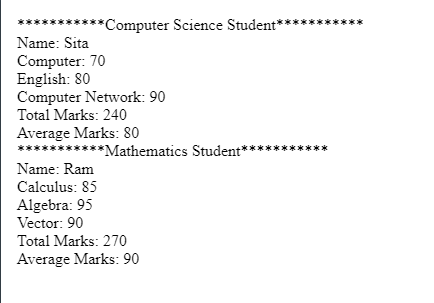 ***********Computer Science Student***********
Name: Sita
Computer: 70
English: 80
Computer Network: 90
Total Marks: 240
Average Marks: 80
***********Mathematics Student***********
Name: Ram
Calculus: 85
Algebra: 95
Vector: 90
Total Marks: 270
Average Marks: 90